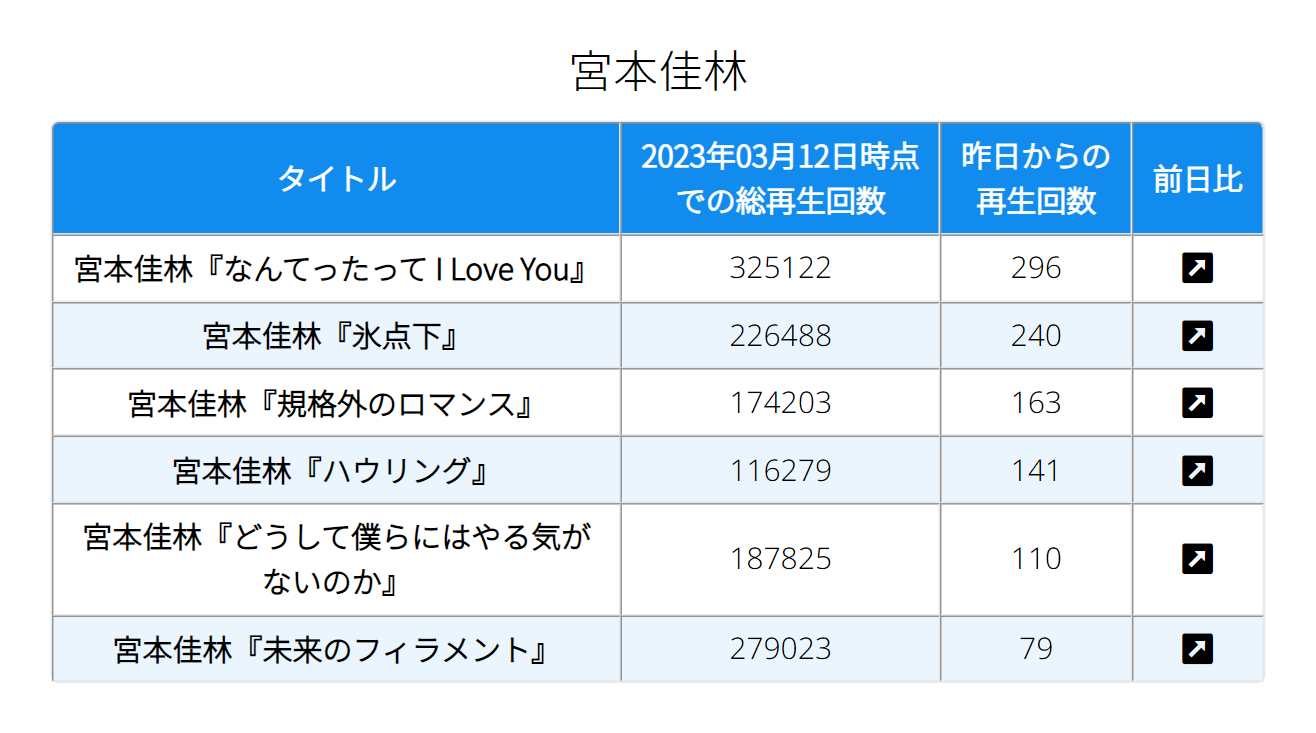 宮本佳林
タイトル
2023年03月12日時点
での総再生回数
昨日からの
再生回数
前日比
宮本佳林『なんてったって I Love You』 325122 296
宮本佳林『氷点下』 226488 240
宮本佳林『規格外のロマンス』 174203 163
宮本佳林『ハウリング』 116279 141
宮本佳林『どうして僕らにはやる気が
ないのか』 187825 110
宮本佳林『未来のフィラメント』 279023 79